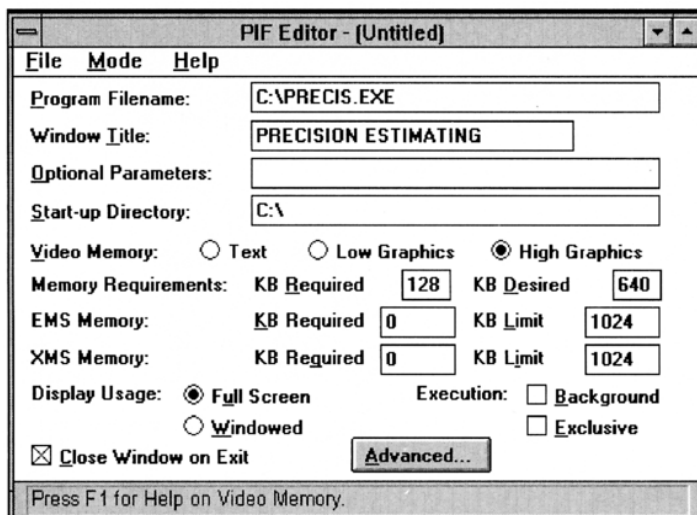 PIF Editor - (Untitled)
File Mode Help
Program Filename: C:\PRECIS.EXE
Window Title: PRECISION ESTIMATING
Optional Parameters:
Start-up Directory: C:\
Video Memory: Text Low Graphics High Graphics
Memory Requirements: KB Required 128 KB Desired 640
EMS Memory: KB Required 0 KB Limit 1024
XMS Memory: KB Required 0 KB Limit 1024
Display Usage: Full Screen Execution: Background
Windowed Exclusive
Close Window on Exit Advanced...
Press F1 for Help on Video Memory.